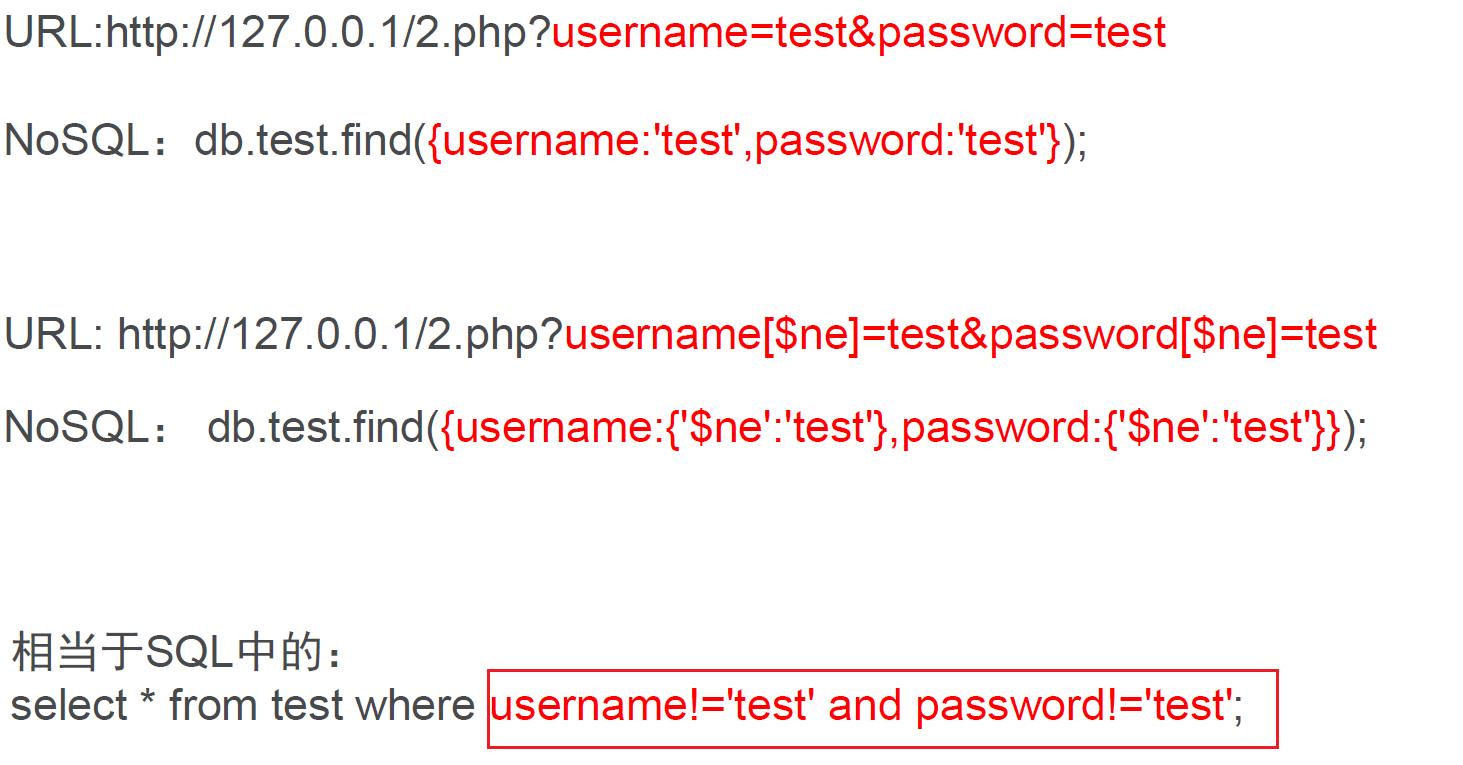 URL:http://127.0.0.1/2.php?username=test&password=test
NoSQL：db.test.find({username:'test',password:'test'});
URL: http://127.0.0.1/2.php?username[$ne]=test&password[$ne]=test
NoSQL： db.test.find({username:{'$ne':'test'},password:{'$ne':'test'}});
相当于SQL中的：
select * from test where username!='test' and password!='test';